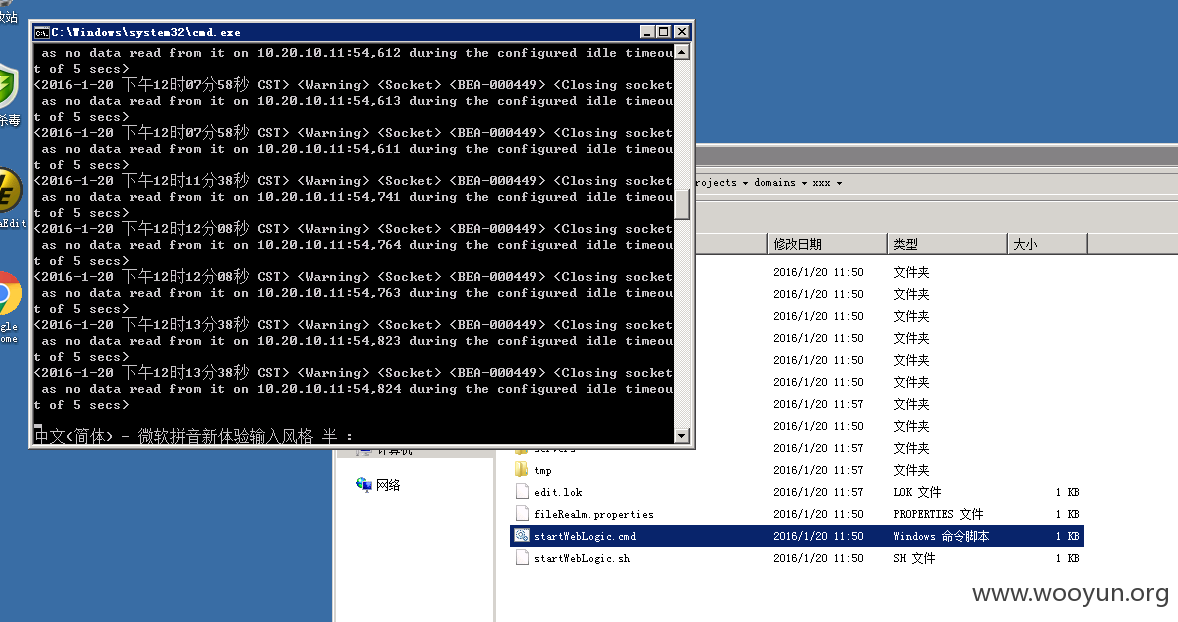 改站
杀毒
aEdit
gle
ome
C:\Windows\system32\cmd.exe
as no data read from it on 10.20.10.11:54,612 during the configured idle timeou
t of 5 secs>
<2016-1-20 下午12时07分58秒 CST> <Warning> <Socket> <BEA-000449> <Closing socket
as no data read from it on 10.20.10.11:54,613 during the configured idle timeou
t of 5 secs>
<2016-1-20 下午12时07分58秒 CST> <Warning> <Socket> <BEA-000449> <Closing socket
as no data read from it on 10.20.10.11:54,611 during the configured idle timeou
t of 5 secs>
<2016-1-20 下午12时11分38秒 CST> <Warning> <Socket> <BEA-000449> <Closing socket
as no data read from it on 10.20.10.11:54,741 during the configured idle timeou
t of 5 secs>
<2016-1-20 下午12时12分08秒 CST> <Warning> <Socket> <BEA-000449> <Closing socket
as no data read from it on 10.20.10.11:54,764 during the configured idle timeou
t of 5 secs>
<2016-1-20 下午12时12分08秒 CST> <Warning> <Socket> <BEA-000449> <Closing socket
as no data read from it on 10.20.10.11:54,763 during the configured idle timeou
t of 5 secs>
<2016-1-20 下午12时13分38秒 CST> <Warning> <Socket> <BEA-000449> <Closing socket
as no data read from it on 10.20.10.11:54,823 during the configured idle timeou
t of 5 secs>
<2016-1-20 下午12时13分38秒 CST> <Warning> <Socket> <BEA-000449> <Closing socket
as no data read from it on 10.20.10.11:54,824 during the configured idle timeou
t of 5 secs>
中文(简体) - 微软拼音新体验输入风格 半 :
rojects domains xxx
修改日期 类型 大小
2016/1/20 11:50 文件夹
2016/1/20 11:50 文件夹
2016/1/20 11:50 文件夹
2016/1/20 11:50 文件夹
2016/1/20 11:50 文件夹
2016/1/20 11:50 文件夹
2016/1/20 11:57 文件夹
2016/1/20 11:50 文件夹
计算机
servers 2016/1/20 11:57 文件夹
tmp 2016/1/20 11:57 文件夹
网络
edit.lok 2016/1/20 11:57 LOK 文件 1 KB
fileRealm.properties 2016/1/20 11:50 PROPERTIES 文件 1 KB
startWebLogic.cmd 2016/1/20 11:50 Windows 命令脚本 1 KB
startWebLogic.sh 2016/1/20 11:50 SH 文件 1 KB
www.wooyun.org